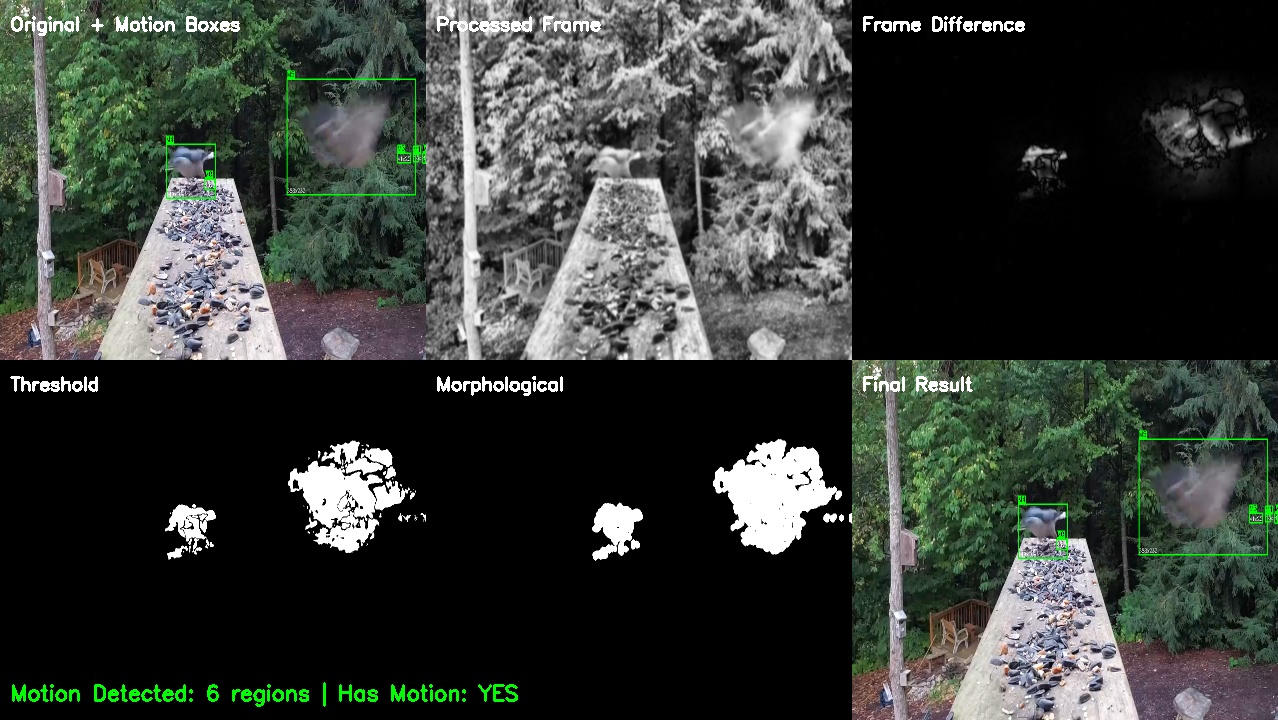 Original + Motion Boxes
Processed Frame
Frame Difference
Threshold
Morphological
Final Result
Motion Detected: 6 regions | Has Motion: YES